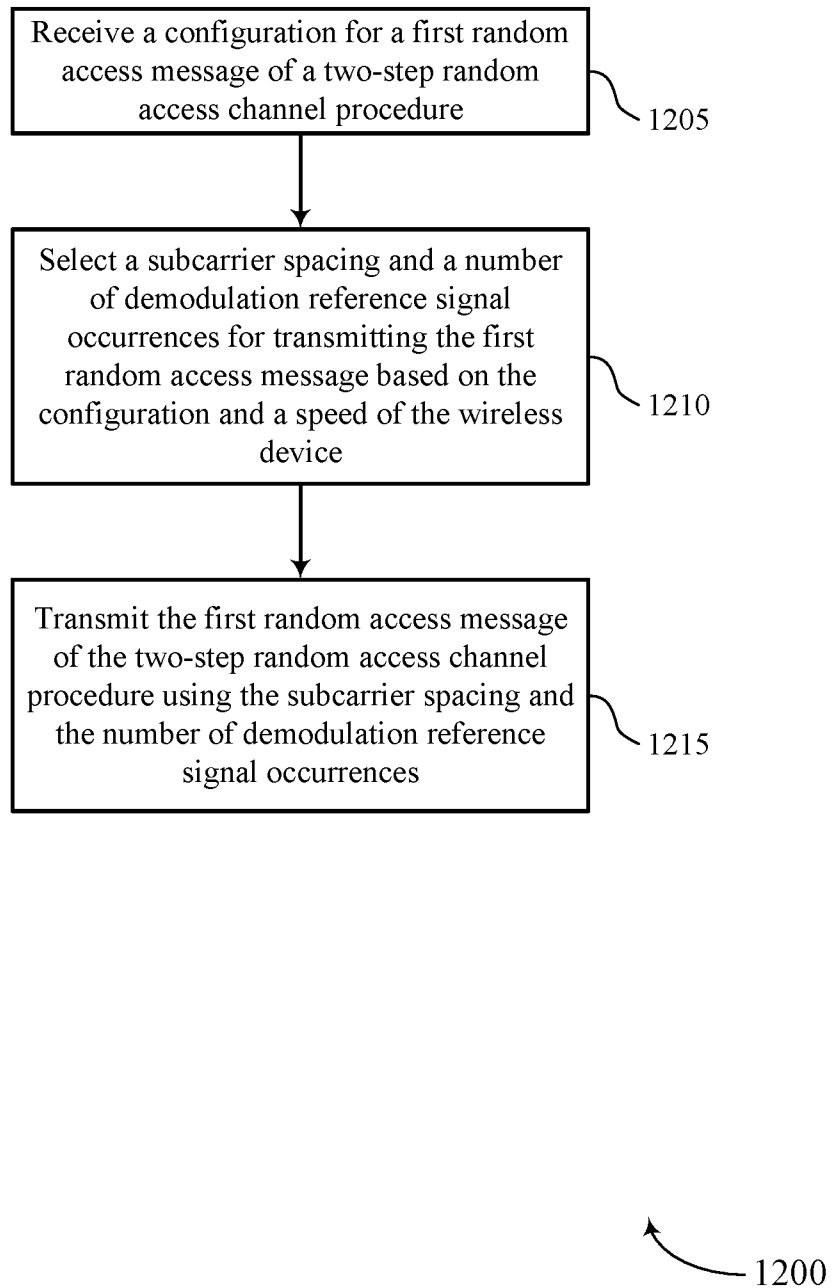 Receive a configuration for a first random
access message of a two-step random
access channel procedure
1205
Select a subcarrier spacing and a number
of demodulation reference signal
occurrences for transmitting the first
random access message based on the
configuration and a speed of the wireless
device
1210
Transmit the first random access message
of the two-step random access channel
procedure using the subcarrier spacing and
the number of demodulation reference
signal occurrences
1215
1200